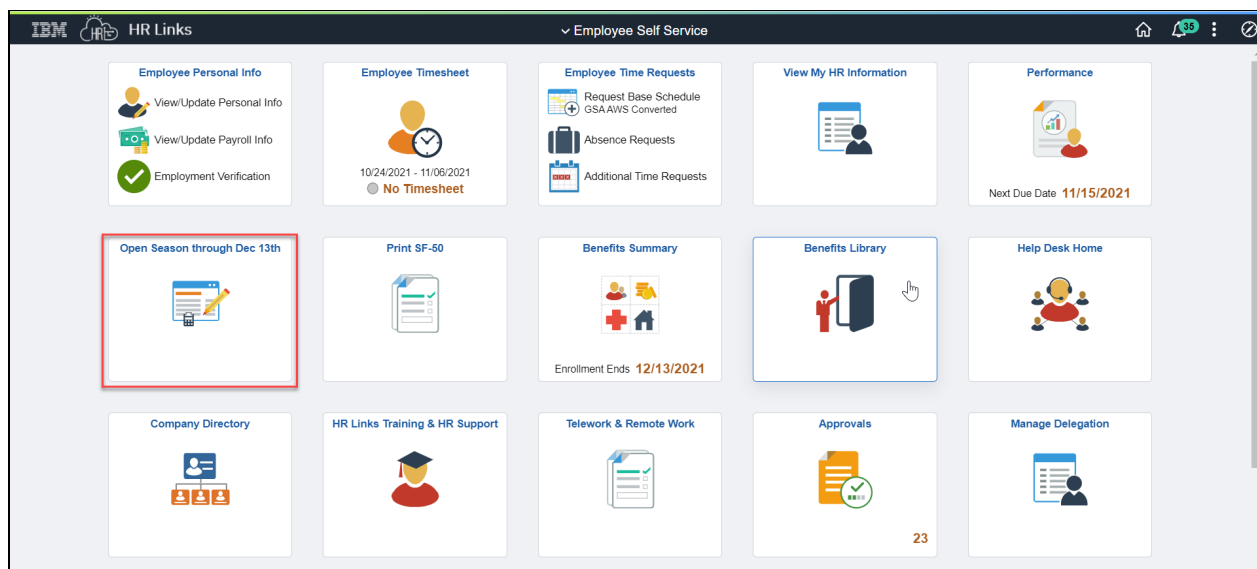 IBM HR HR Links
Employee Self Service
35
Employee Personal Info
View/Update Personal Info
View/Update Payroll Info
Employment Verification
Employee Timesheet
10/24/2021 - 11/06/2021
No Timesheet
Employee Time Requests
Request Base Schedule
GSA AWS Converted
Absence Requests
Additional Time Requests
View My HR Information
Performance
Next Due Date 11/15/2021
Open Season through Dec 13th
Print SF-50
Benefits Summary
Enrollment Ends 12/13/2021
Benefits Library
Help Desk Home
Company Directory
HR Links Training & HR Support
Telework & Remote Work
Approvals
23
Manage Delegation